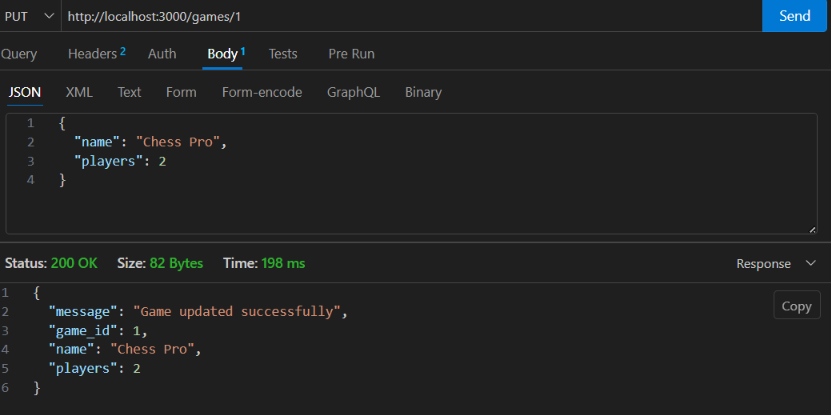 PUT http://localhost:3000/games/1 Send
Query Headers 2 Auth Body 1 Tests Pre Run
JSON XML Text Form Form-encode GraphQL Binary
1 {
2 "name": "Chess Pro",
3 "players": 2
4 }
Status: 200 OK Size: 82 Bytes Time: 198 ms Response
1 {
Copy
2 "message": "Game updated successfully",
3 "game_id": 1,
4 "name": "Chess Pro",
5 "players": 2
6 }